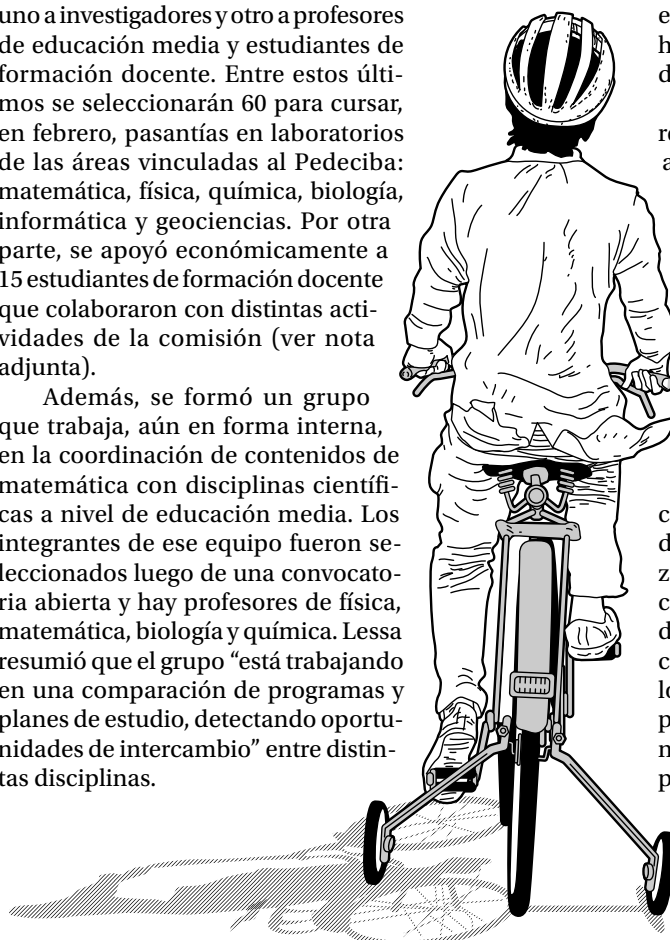 uno a investigadores y otro a profesores
de educación media y estudiantes de
formación docente. Entre estos últi-
mos se seleccionarán 60 para cursar,
en febrero, pasantías en laboratorios
de las áreas vinculadas al Pedeciba:
matemática, física, química, biología,
informática y geociencias. Por otra
parte, se apoyó económicamente a
15 estudiantes de formación docente
que colaboraron con distintas acti-
vidades de la comisión (ver nota
adjunta).
Además, se formó un grupo
que trabaja, aún en forma interna,
en la coordinación de contenidos de
matemática con disciplinas científi-
cas a nivel de educación media. Los
integrantes de ese equipo fueron se-
leccionados luego de una convocato-
ria abierta y hay profesores de física,
matemática, biología y química. Lessa
resumió que el grupo “está trabajando
en una comparación de programas y
planes de estudio, detectando oportu-
nidades de intercambio” entre distin-
tas disciplinas.